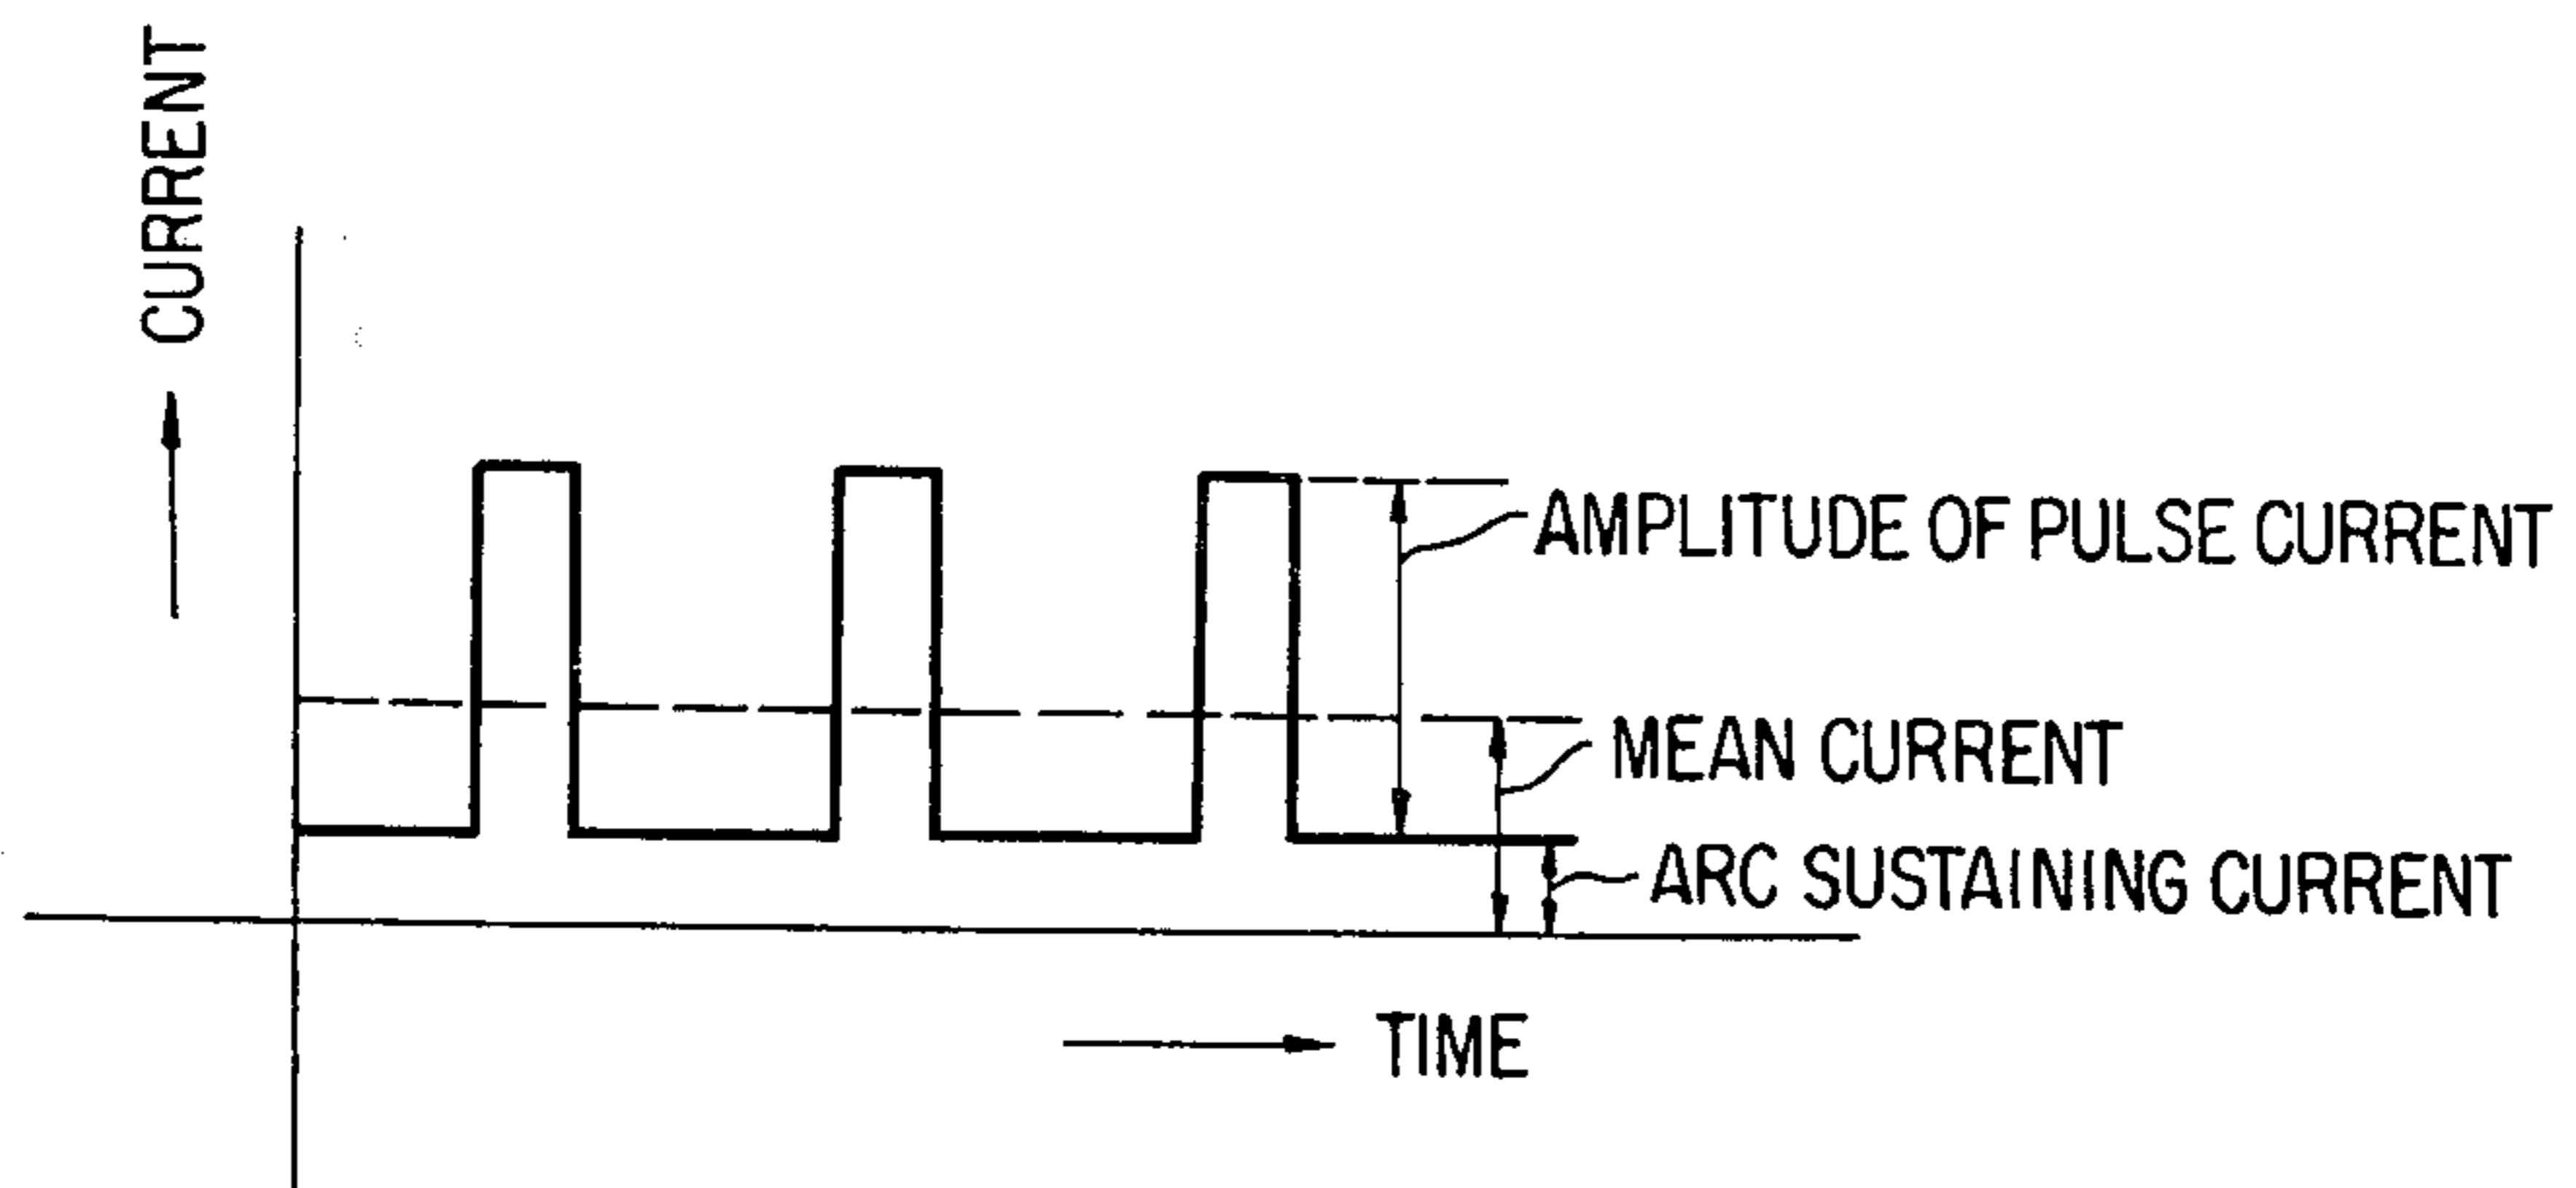 CURRENT
AMPLITUDE OF PULSE CURRENT
MEAN CURRENT
ARC SUSTAINING CURRENT
TIME